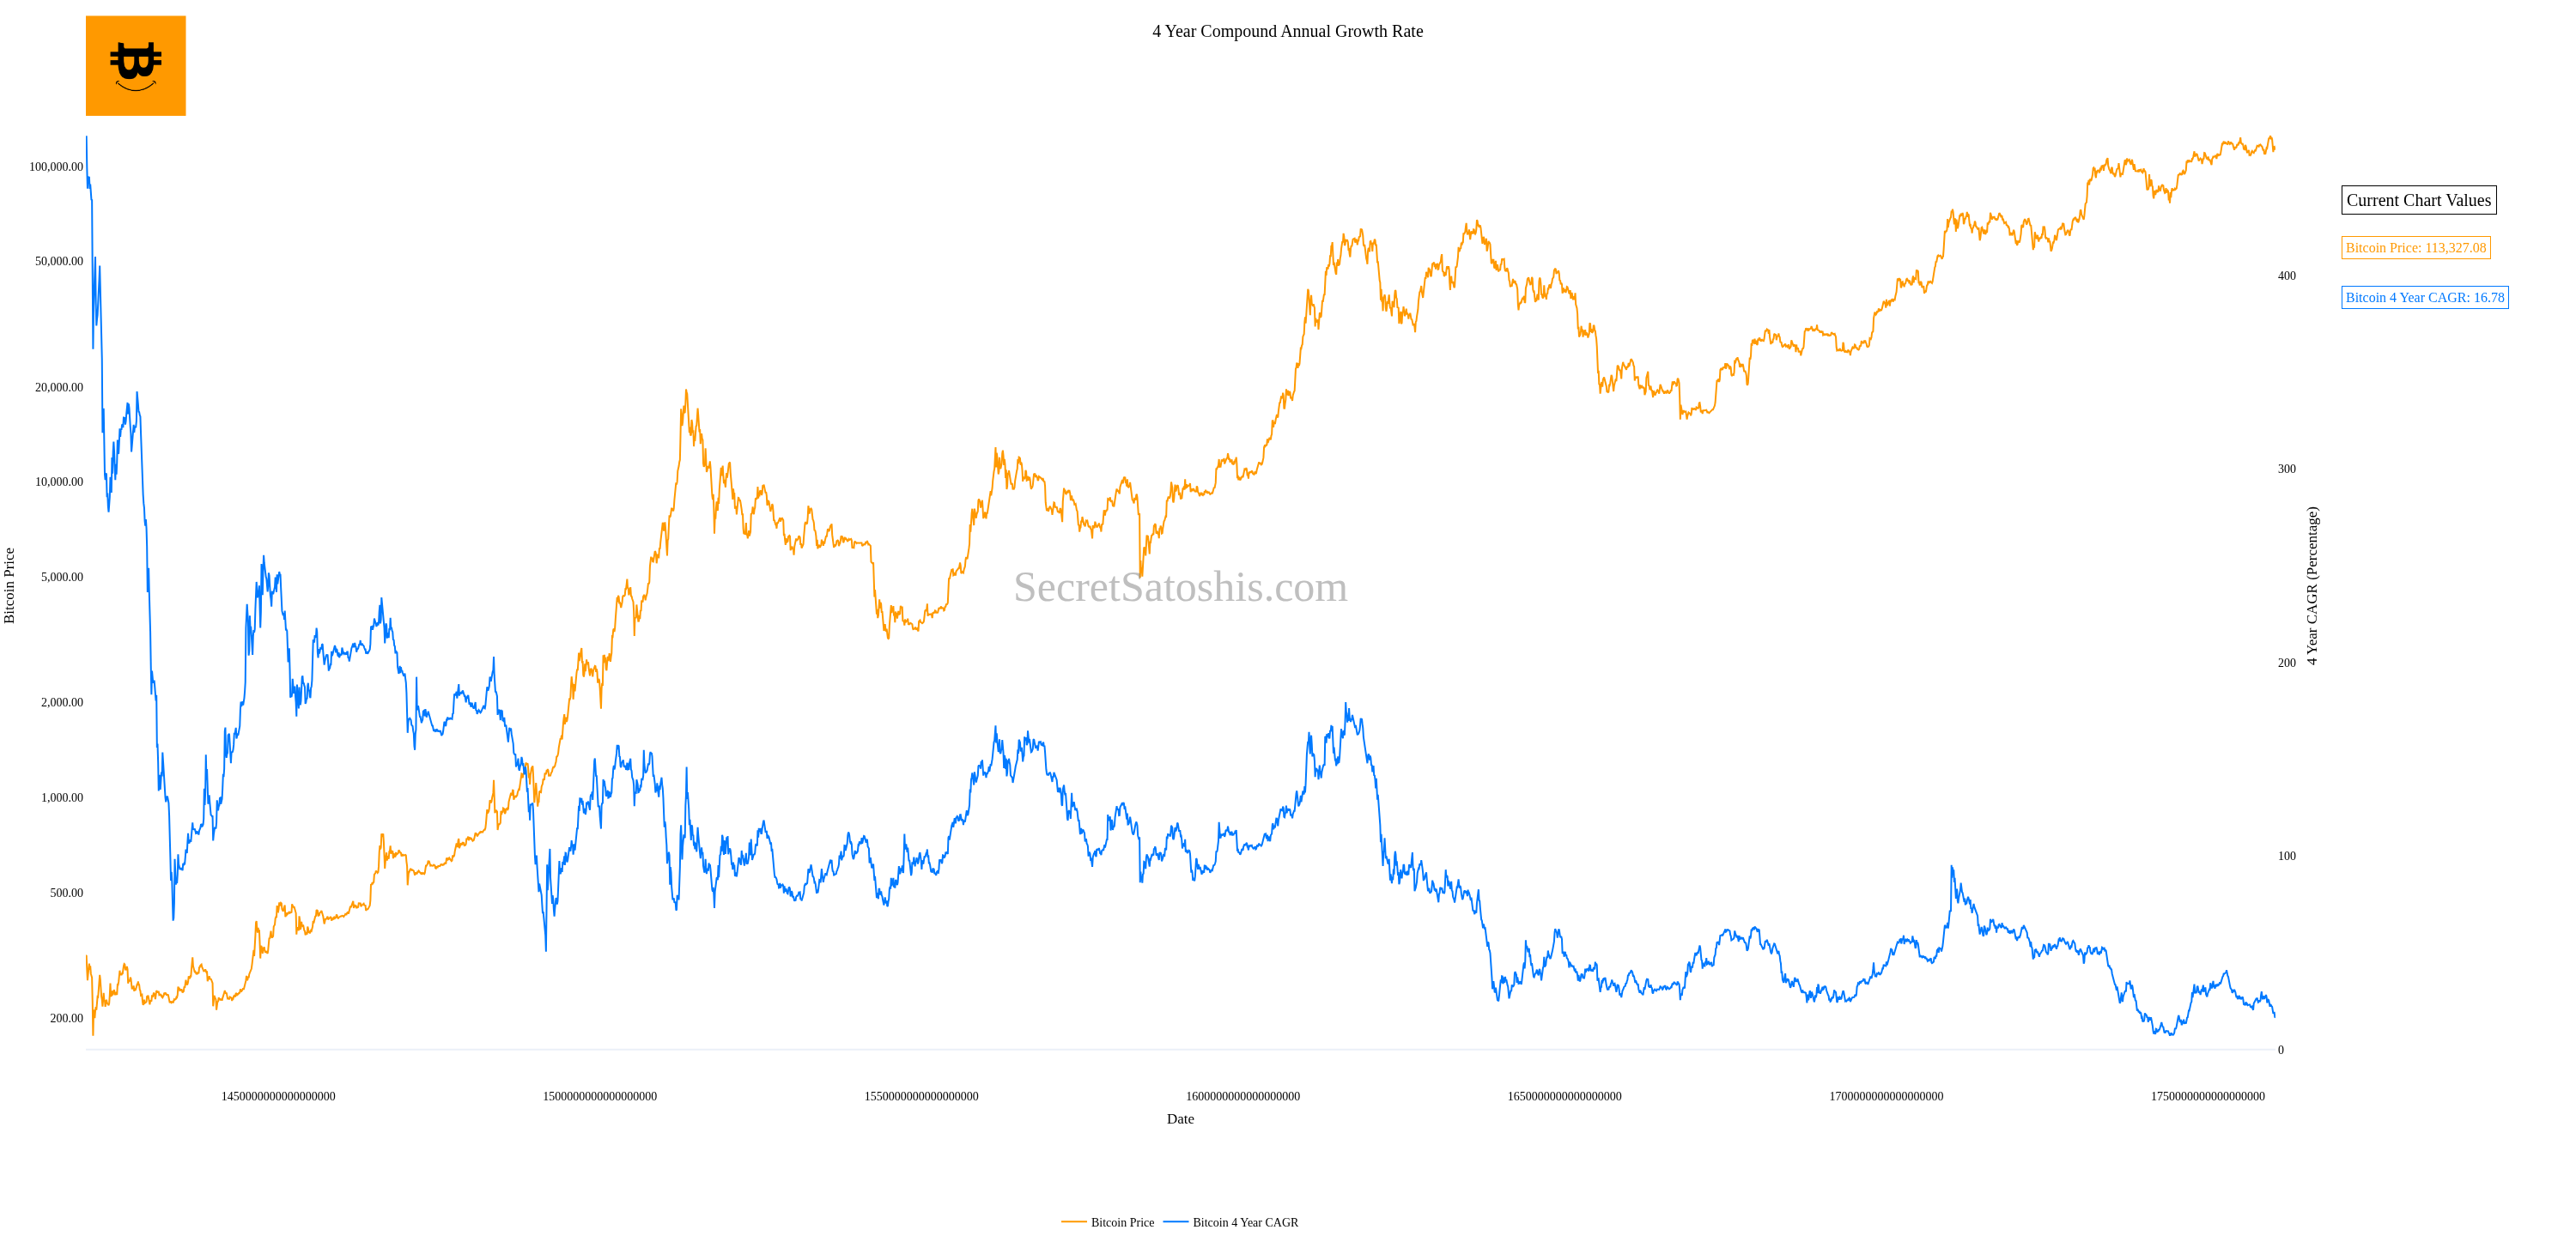 4 Year Compound Annual Growth Rate
100,000.00
50,000.00
20,000.00
10,000.00
5,000.00
2,000.00
1,000.00
500.00
200.00
Bitcoin Price
SecretSatoshis.com
400
300
200
100
0
4 Year CAGR (Percentage)
Current Chart Values
Bitcoin Price: 113,327.08
Bitcoin 4 Year CAGR: 16.78
1450000000000000000
1500000000000000000
1550000000000000000
1600000000000000000
1650000000000000000
1700000000000000000
1750000000000000000
Date
Bitcoin Price
Bitcoin 4 Year CAGR